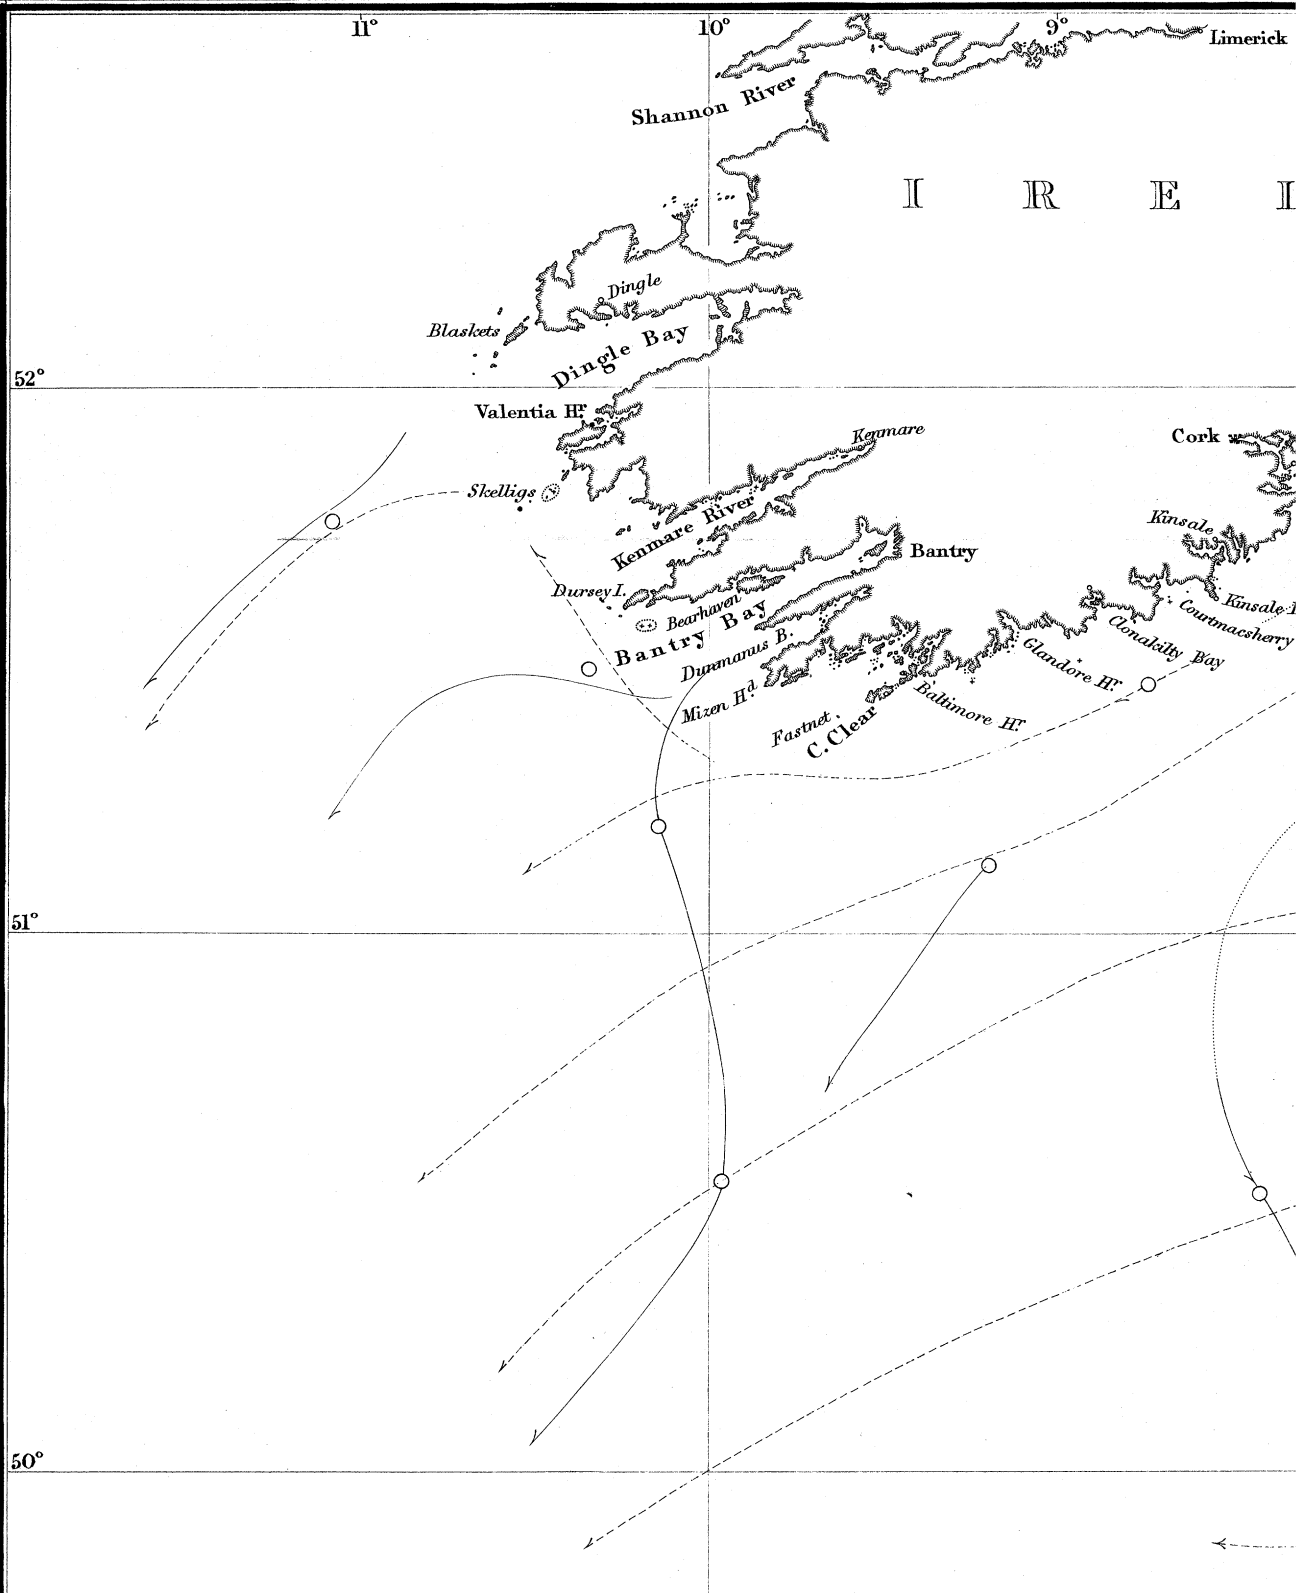 11°
10°
9°
Limerick
Shannon River
I R E
Dingle
Blaskets
Dingle Bay
52°
Valentia Hr.
Kenmare
Cork
Skelligs
Kenmare River
Kinsale
Bantry
Dursey I.
Bearhaven
Bantry Bay
Kinsale
Courtmacsherry
Clonakilty Bay
Dunmanus B.
Glandore Hr.
Mizen Hd.
Baltimore Hr.
Fastnet
C. Clear
51°
50°